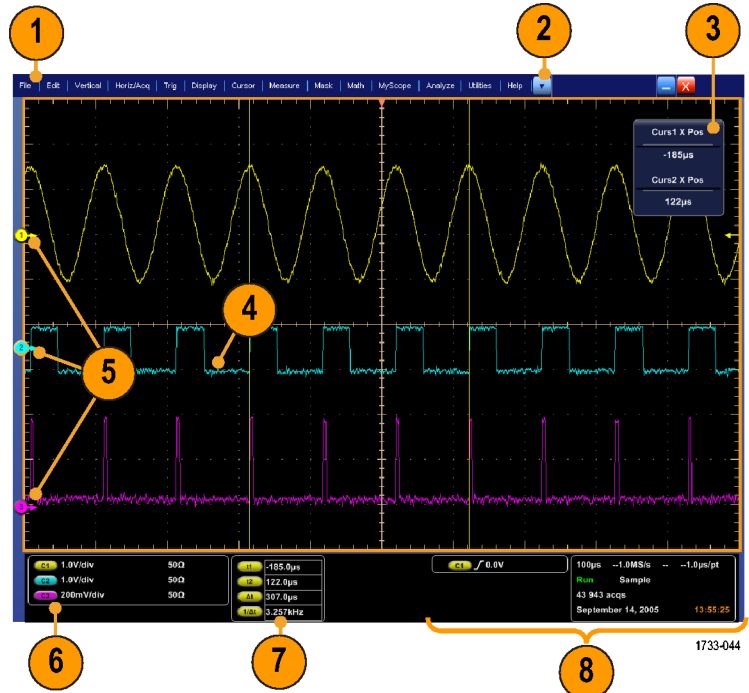 1 2 3
File Edit Vertical Horiz/Acq Trig Display Cursor Measure Mask Math MyScope Analyze Utilities Help X
Curs1 X Pos
-185µs
Curs2 X Pos
122µs
1
4
2
5
3
C1 1.0V/div 50Ω
C2 1.0V/div 50Ω
C3 200mV/div 50Ω
t1 -185.0µs
t2 122.0µs
Δt 307.0µs
1/Δt 3.257kHz
C1 0.0V
100µs --1.0MS/s -- --1.0µs/pt
Run Sample
43 943 acqs
September 14, 2005 13:55:25
1733-044
6 7 8